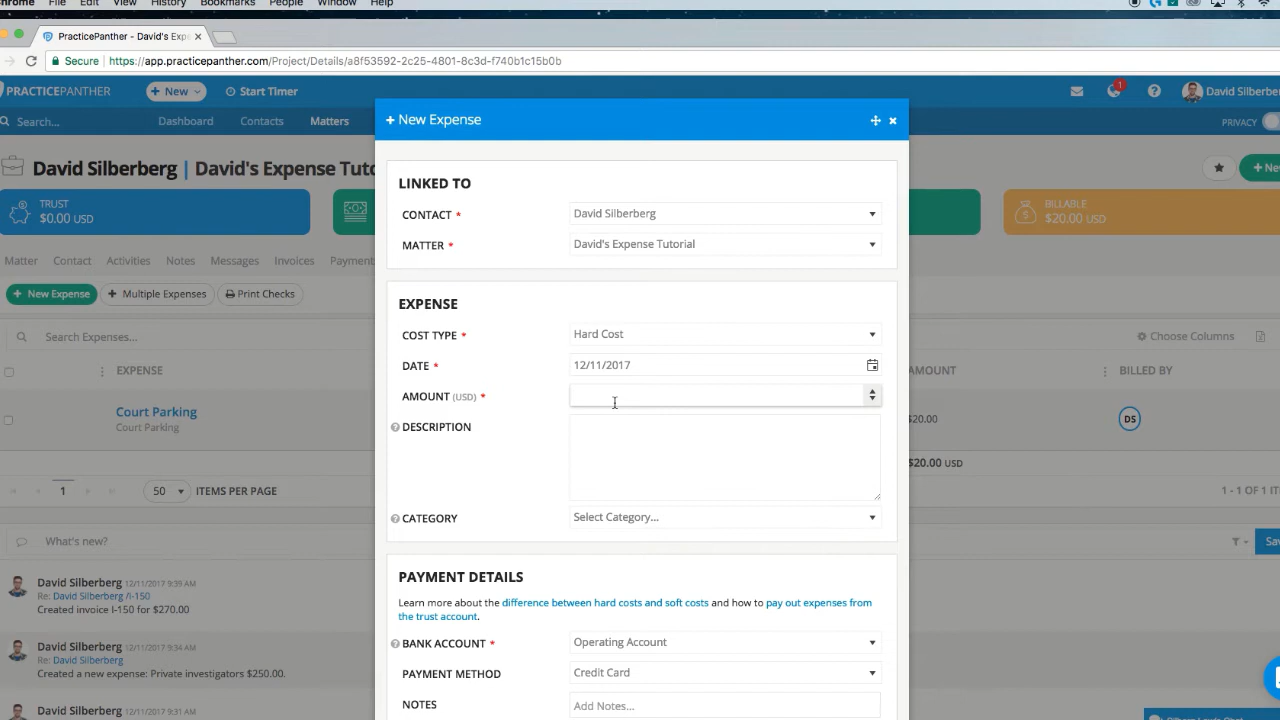 File Edit View History Bookmarks People Window Help
PracticePanther - David's Exp
Secure https://app.practicepanther.com/Project/Details/a8f53592-2c25-4801-8c3d-f740b1c15b0b
PRACTICEPANTHER
+ New
Start Timer
1
David Silberber
Search...
Dashboard
Contacts
Matters
PRIVACY
David Silberberg | David's Expense Tuto
+ New
TRUST
$0.00 USD
BILLABLE
$20.00 USD
Matter Contact Activities Notes Messages Invoices Payment
+ New Expense
+ Multiple Expenses
Print Checks
Search Expenses...
Choose Columns
EXPENSE
AMOUNT
BILLED BY
Court Parking
Court Parking
$20.00
DS
$20.00 USD
1
50
ITEMS PER PAGE
1 - 1 OF 1 IT
What's new?
David Silberberg 12/11/2017 9:39 AM
Re: David Silberberg /I-150
Created invoice I-150 for $270.00
David Silberberg 12/11/2017 9:34 AM
Re: David Silberberg
Created a new expense: Private investigators $250.00.
David Silberberg 12/11/2017 9:31 AM
+ New Expense
LINKED TO
CONTACT * David Silberberg
MATTER * David's Expense Tutorial
EXPENSE
COST TYPE * Hard Cost
DATE * 12/11/2017
AMOUNT (USD) *
DESCRIPTION
CATEGORY Select Category...
PAYMENT DETAILS
Learn more about the difference between hard costs and soft costs and how to pay out expenses from
the trust account.
BANK ACCOUNT * Operating Account
PAYMENT METHOD Credit Card
NOTES Add Notes...